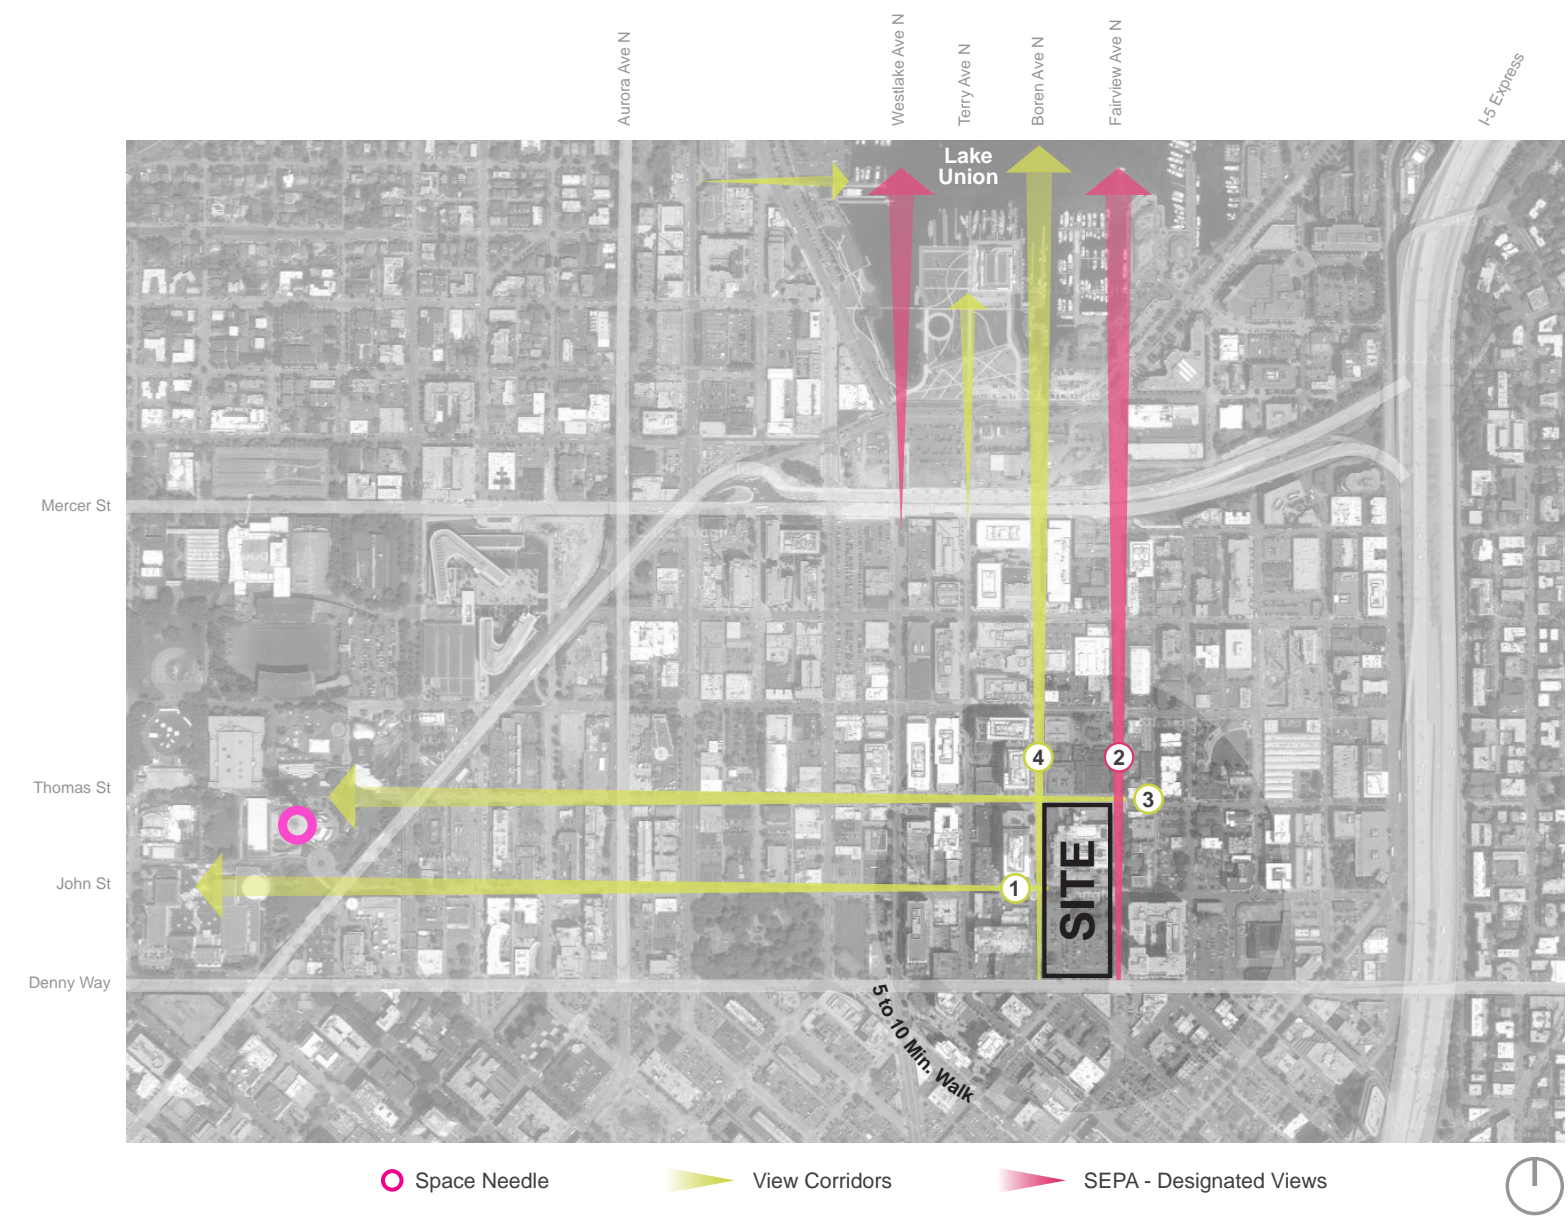 Aurora Ave N
Westlake Ave N
Terry Ave N
Boren Ave N
Fairview Ave N
I-5 Express
Lake
Union
Mercer St
4
2
Thomas St
3
SITE
John St
1
Denny Way
5 to 10 Min. Walk
Space Needle
View Corridors
SEPA - Designated Views